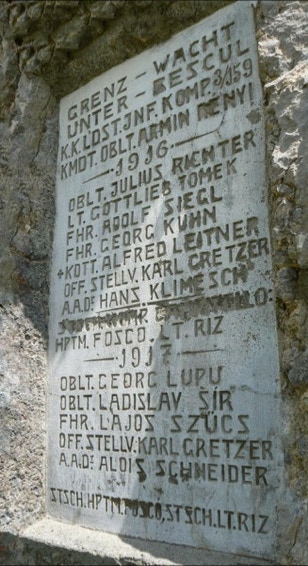 GRENZ – WACHT
UNTER – BESCUL
K.K. LDST. JNF. KOMP. 3/159
KMDT. OBLT. ARMIN RENYI
— 1916 —
OBLT. JULIUS RICHTER
LT. GOTTLIEB TOMEK
FHR. ADOLF SIEGL
FHR. GEORG KUHN
+ KDTT. ALFRED LEITNER
OFF. STELLV. KARL GRETZER
A.A.Ds HANS KLIMESCH
HPTM. FOSCO. LT. RIZ
— 1917 —
OBLT. GEORG LUPU
OBLT. LADISLAV SIR
FHR. LAJOS SZÜCS
OFF. STELLV. KARL GRETZER
A.A.Ds ALOIS SCHNEIDER
STSCH. HPTM. FOSCO, STSCH. LT. RIZ